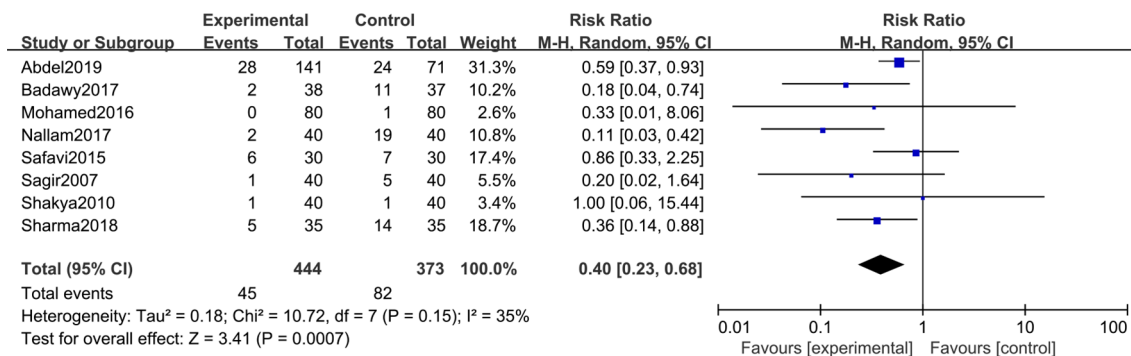 Experimental Control Risk Ratio Risk Ratio
Study or Subgroup Events Total Events Total Weight M-H, Random, 95% CI M-H, Random, 95% CI
Abdel2019 28 141 24 71 31.3% 0.59 [0.37, 0.93]
Badawy2017 2 38 11 37 10.2% 0.18 [0.04, 0.74]
Mohamed2016 0 80 1 80 2.6% 0.33 [0.01, 8.06]
Nallam2017 2 40 19 40 10.8% 0.11 [0.03, 0.42]
Safavi2015 6 30 7 30 17.4% 0.86 [0.33, 2.25]
Sagir2007 1 40 5 40 5.5% 0.20 [0.02, 1.64]
Shakya2010 1 40 1 40 3.4% 1.00 [0.06, 15.44]
Sharma2018 5 35 14 35 18.7% 0.36 [0.14, 0.88]
Total (95% CI) 444 373 100.0% 0.40 [0.23, 0.68]
Total events 45 82
Heterogeneity: Tau² = 0.18; Chi² = 10.72, df = 7 (P = 0.15); I² = 35%
Test for overall effect: Z = 3.41 (P = 0.0007)
0.01 0.1 1 10 100
Favours [experimental] Favours [control]